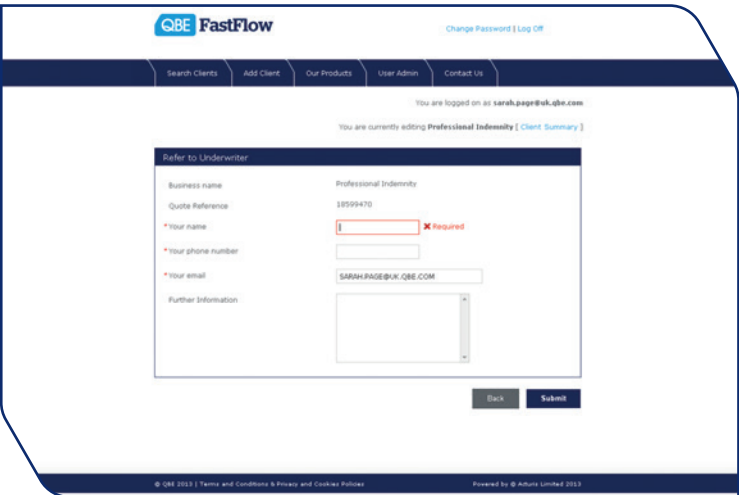 QBE FastFlow
Change Password | Log Off
Search Clients Add Client Our Products User Admin Contact Us
You are logged on as sarah.page@uk.qbe.com
You are currently editing Professional Indemnity [ Client Summary ]
Refer to Underwriter
Business name Professional Indemnity
Quote Reference 18599470
* Your name ✖ Required
* Your phone number
* Your email SARAH.PAGE@UK.QBE.COM
Further Information
Back Submit
© QBE 2013 | Terms and Conditions & Privacy and Cookies Policies Powered by @ Acturis Limited 2013